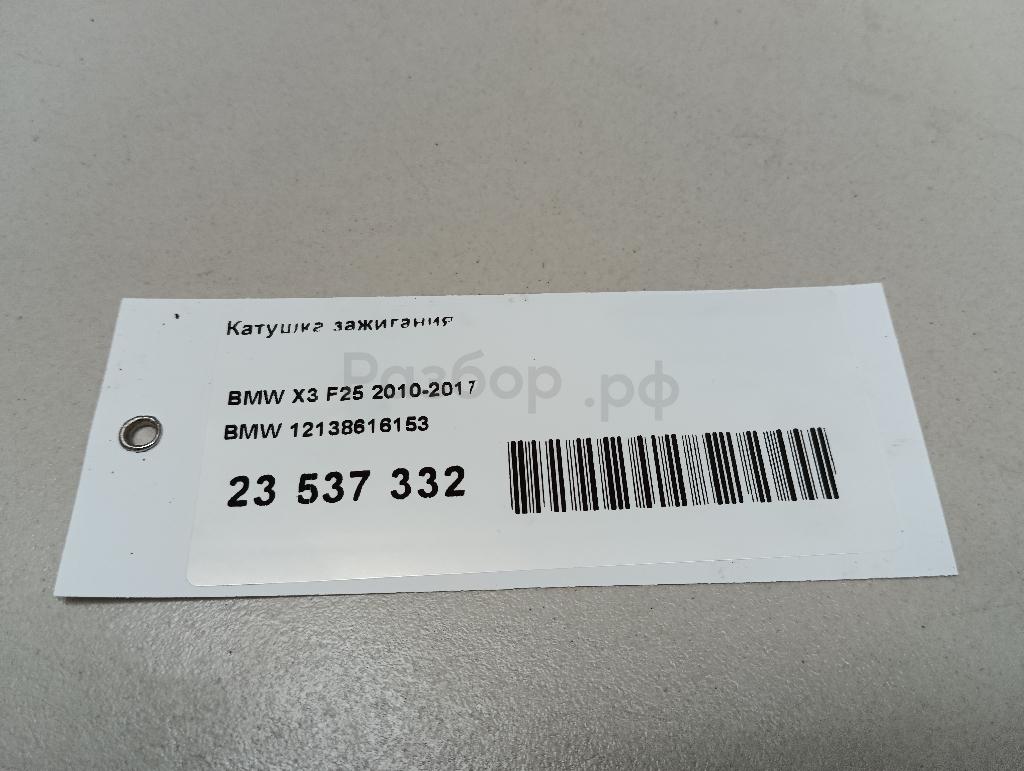 Катушка зажигания
Разбор.рф
BMW X3 F25 2010-2017
BMW 12138616153
23 537 332